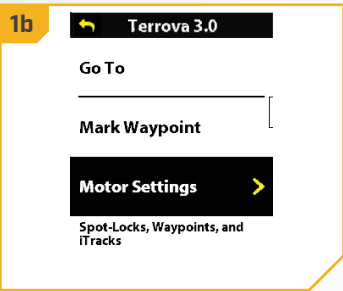 1b
Terrova 3.0
Go To
Mark Waypoint
Motor Settings
Spot-Locks, Waypoints, and
iTracks